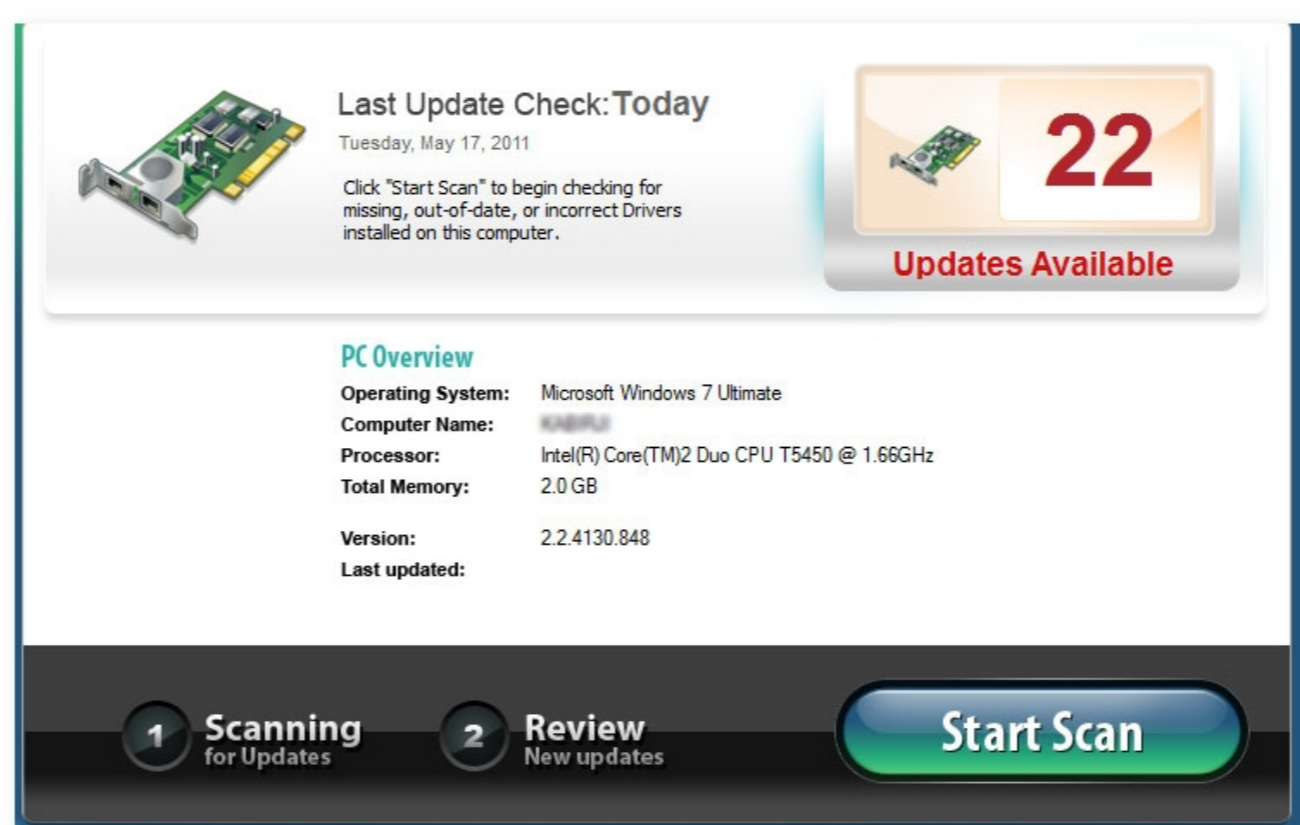 Last Update Check: Today
Tuesday, May 17, 2011
Click "Start Scan" to begin checking for
missing, out-of-date, or incorrect Drivers
installed on this computer.
22
Updates Available
PC Overview
Operating System: Microsoft Windows 7 Ultimate
Computer Name:
Processor: Intel(R) Core(TM)2 Duo CPU T5450 @ 1.66GHz
Total Memory: 2.0 GB
Version: 2.2.4130.848
Last updated:
1 Scanning
for Updates
2 Review
New updates
Start Scan